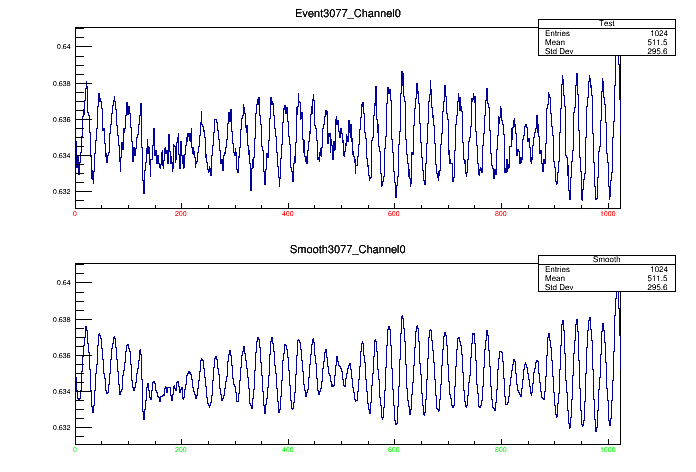 Event3077_Channel0
Test
Entries 1024
Mean 511.5
Std Dev 295.6
0.64
0.638
0.636
0.634
0.632
0 200 400 600 800 1000
Smooth3077_Channel0
Smooth
Entries 1024
Mean 511.5
Std Dev 295.6
0.64
0.638
0.636
0.634
0.632
0 200 400 600 800 1000